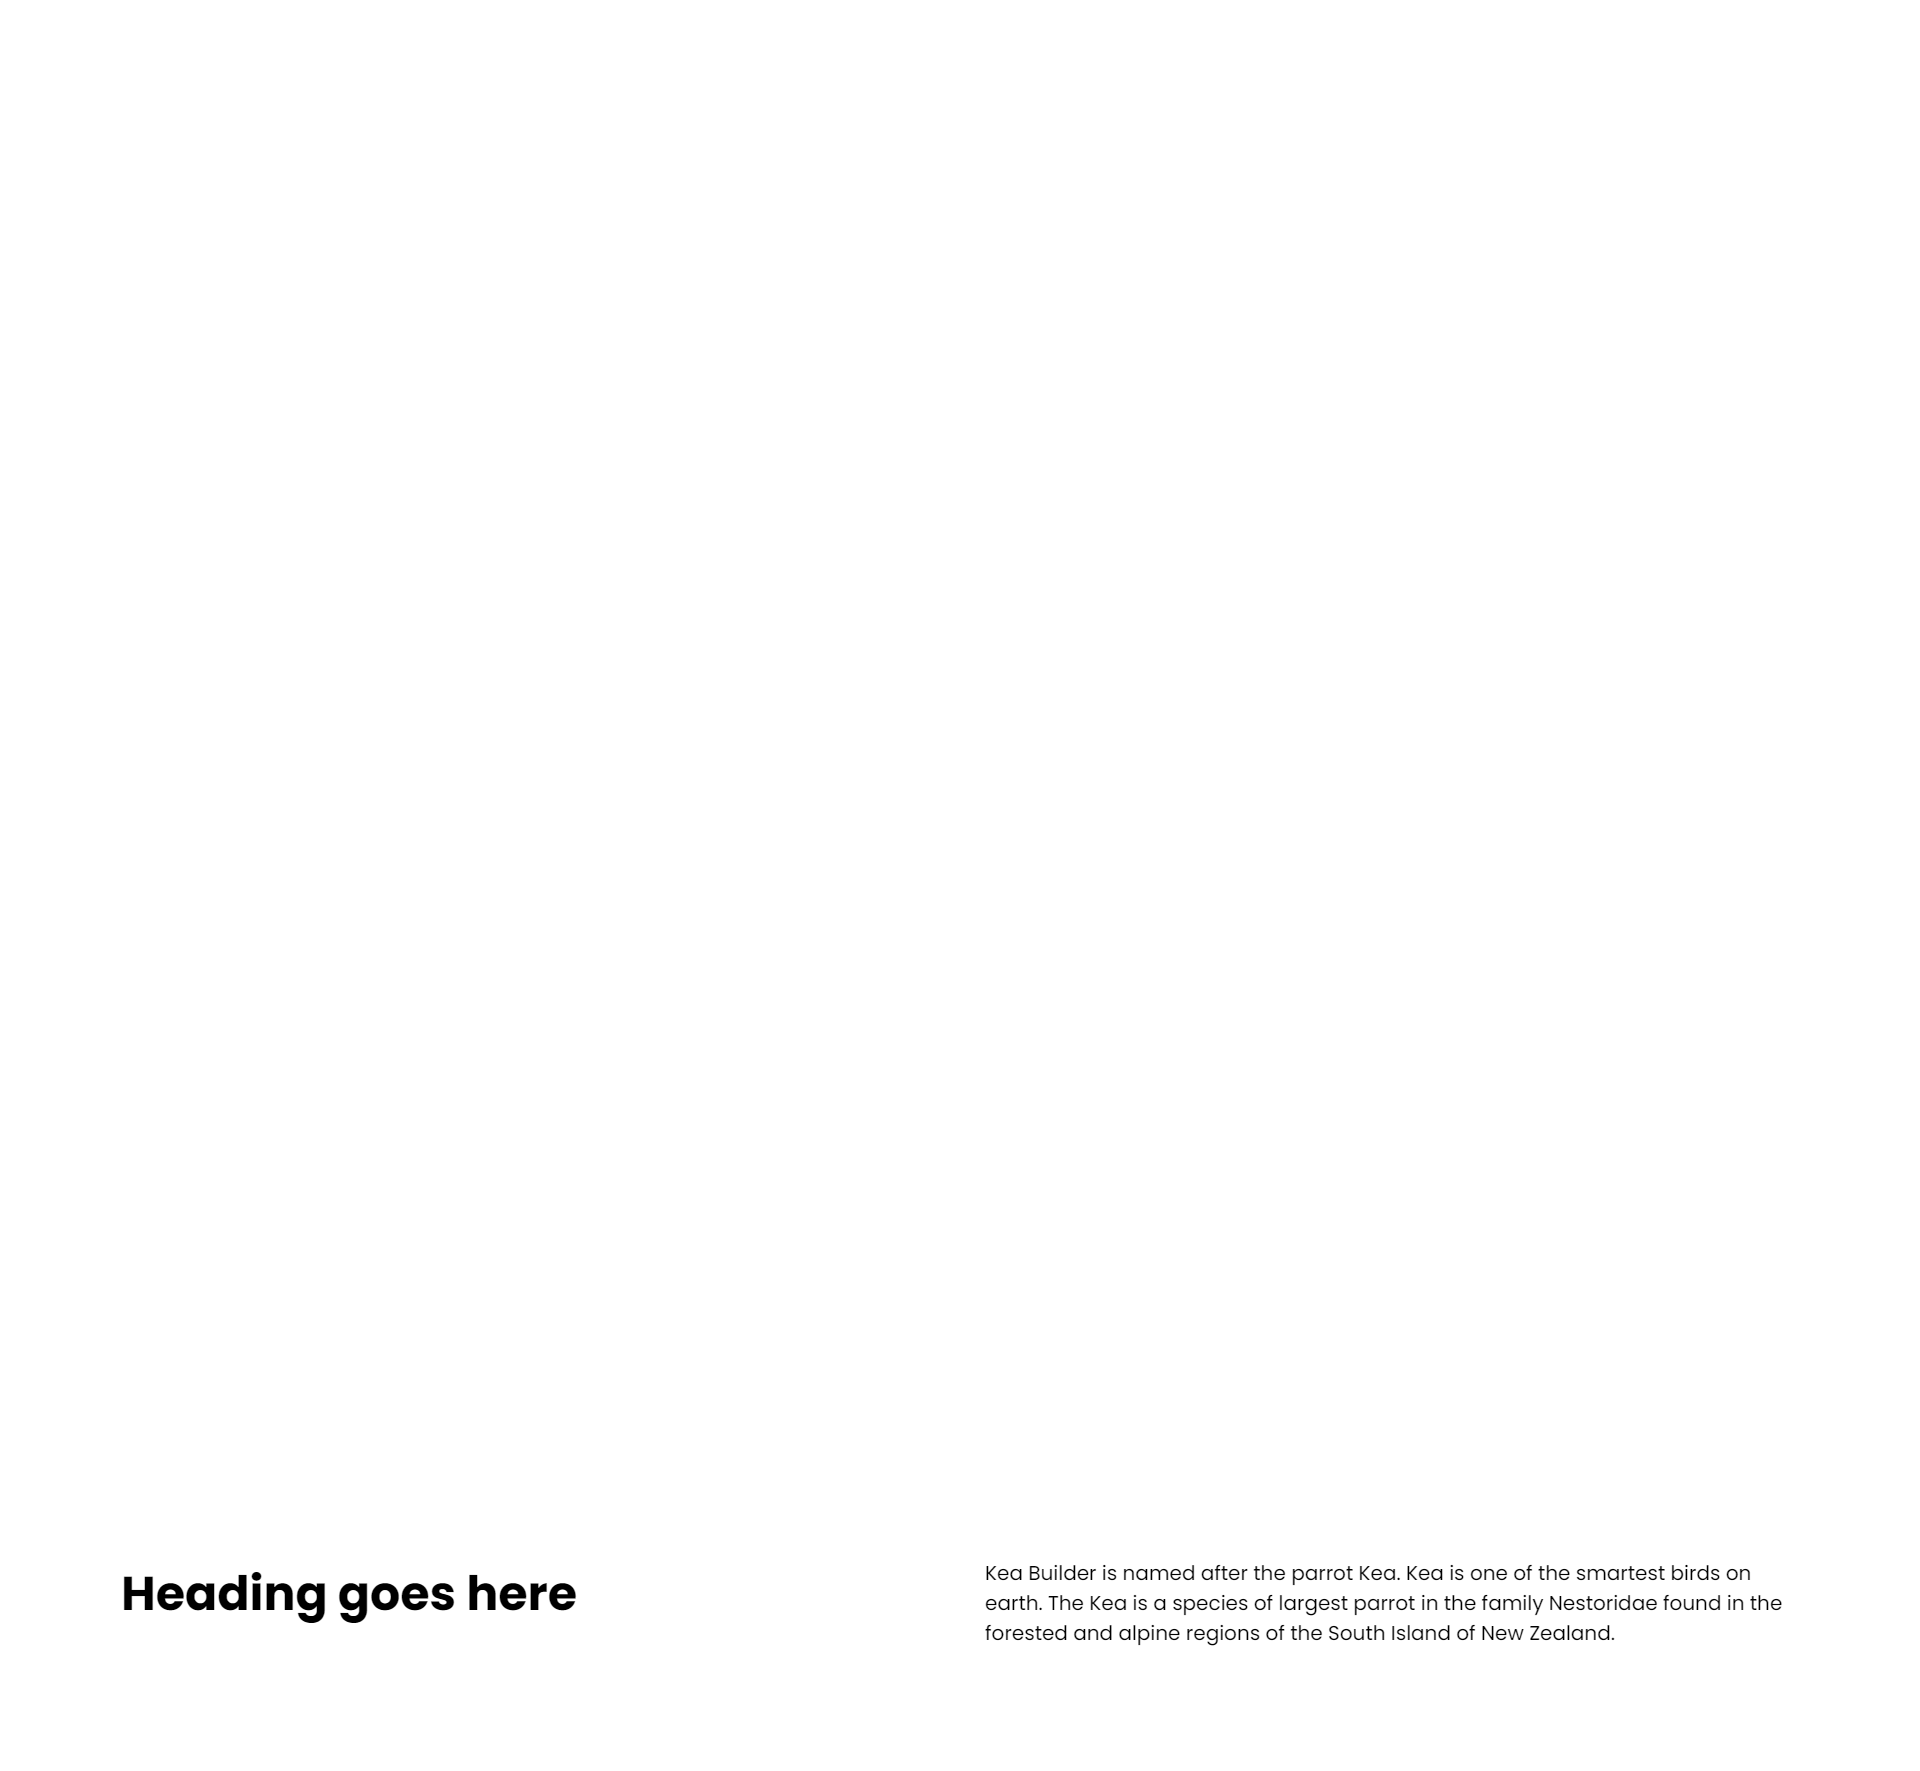 Heading goes here
Kea Builder is named after the parrot Kea. Kea is one of the smartest birds on
earth. The Kea is a species of largest parrot in the family Nestoridae found in the
forested and alpine regions of the South Island of New Zealand.